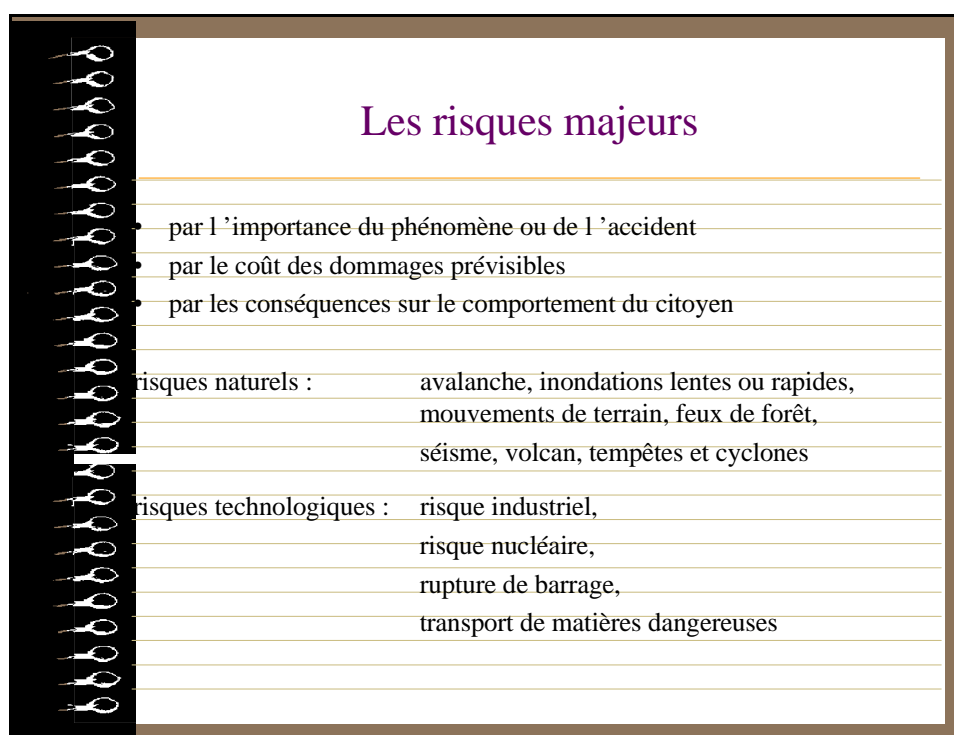 Les risques majeurs
• par l ’importance du phénomène ou de l ’accident
• par le coût des dommages prévisibles
• par les conséquences sur le comportement du citoyen
risques naturels : avalanche, inondations lentes ou rapides,
mouvements de terrain, feux de forêt,
séisme, volcan, tempêtes et cyclones
risques technologiques : risque industriel,
risque nucléaire,
rupture de barrage,
transport de matières dangereuses